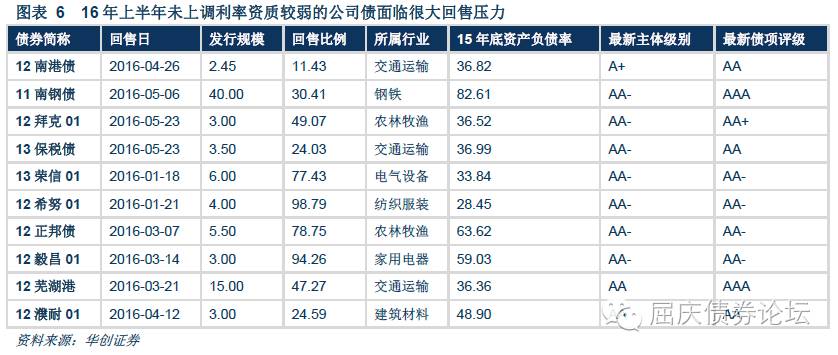 图表 6 16 年上半年未上调利率资质较弱的公司债面临很大回售压力
债券简称 回售日 发行规模 回售比例 所属行业 15 年底资产负债率 最新主体级别 最新债项评级
12 南港债 2016-04-26 2.45 11.43 交通运输 36.82 A+ AA
11 南钢债 2016-05-06 40.00 30.41 钢铁 82.61 AA- AAA
12 拜克 01 2016-05-23 3.00 49.07 农林牧渔 36.52 AA- AA+
13 保税债 2016-05-23 3.50 24.03 交通运输 36.99 AA- AA
13 荣信 01 2016-01-18 6.00 77.43 电气设备 33.84 AA- AA-
12 希努 01 2016-01-21 4.00 98.79 纺织服装 28.45 AA- AA-
12 正邦债 2016-03-07 5.50 78.75 农林牧渔 63.62 AA- AA-
12 毅昌 01 2016-03-14 3.00 94.26 家用电器 59.03 AA- AA-
12 芜湖港 2016-03-21 15.00 47.27 交通运输 36.36 AA AAA
12 濮耐 01 2016-04-12 3.00 24.59 建筑材料 48.90
屈庆债券论坛
资料来源：华创证券